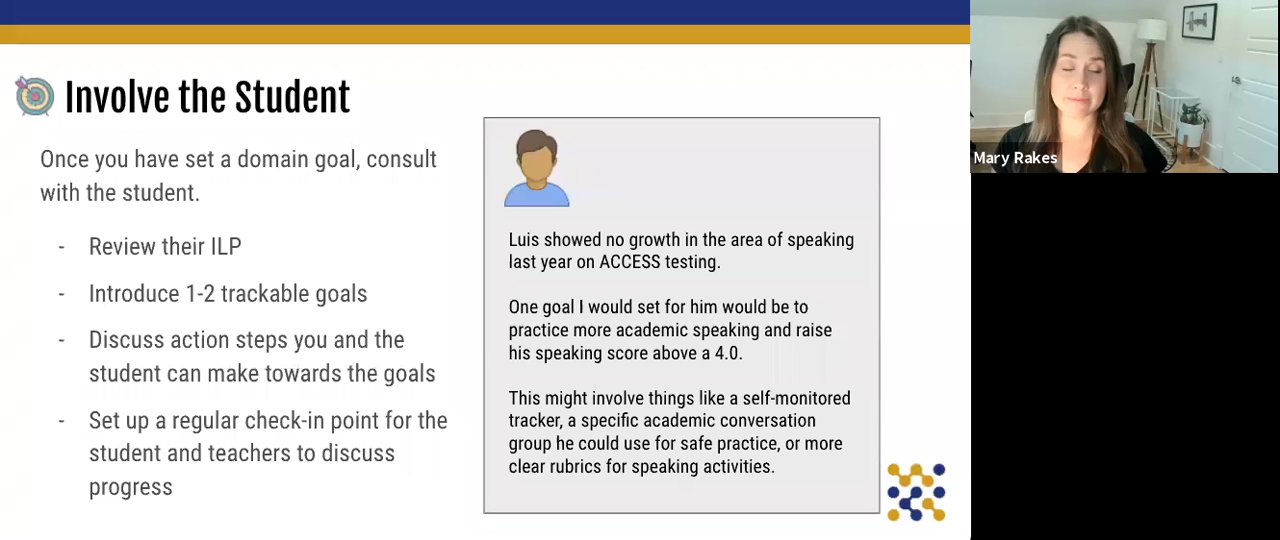 Involve the Student
Once you have set a domain goal, consult
with the student.
- Review their ILP
- Introduce 1-2 trackable goals
- Discuss action steps you and the
student can make towards the goals
- Set up a regular check-in point for the
student and teachers to discuss
progress
Luis showed no growth in the area of speaking
last year on ACCESS testing.
One goal I would set for him would be to
practice more academic speaking and raise
his speaking score above a 4.0.
This might involve things like a self-monitored
tracker, a specific academic conversation
group he could use for safe practice, or more
clear rubrics for speaking activities.
Mary Rakes